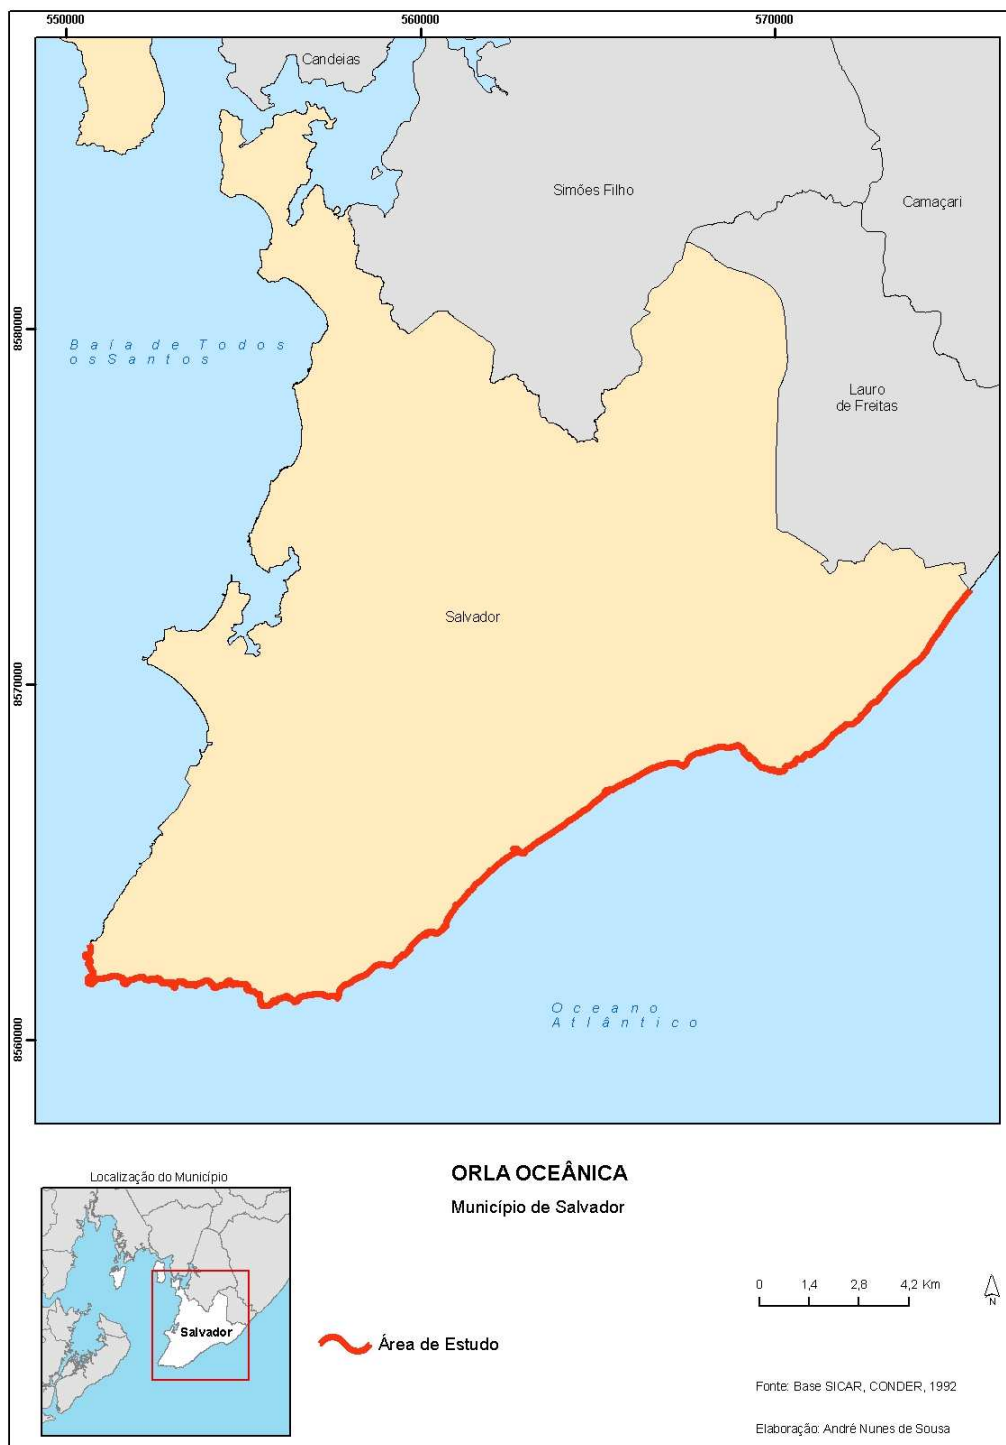 550000
560000
570000
Candeias
Simões Filho
Camaçari
8580000
Baía de Todos
os Santos
Lauro
de Freitas
Salvador
8570000
Oceano
Atlântico
8560000
Localização do Município
Salvador
ORLA OCEÂNICA
Município de Salvador
0 1,4 2,8 4,2 Km
N
Área de Estudo
Fonte: Base SICAR, CONDER, 1992
Elaboração: André Nunes de Sousa